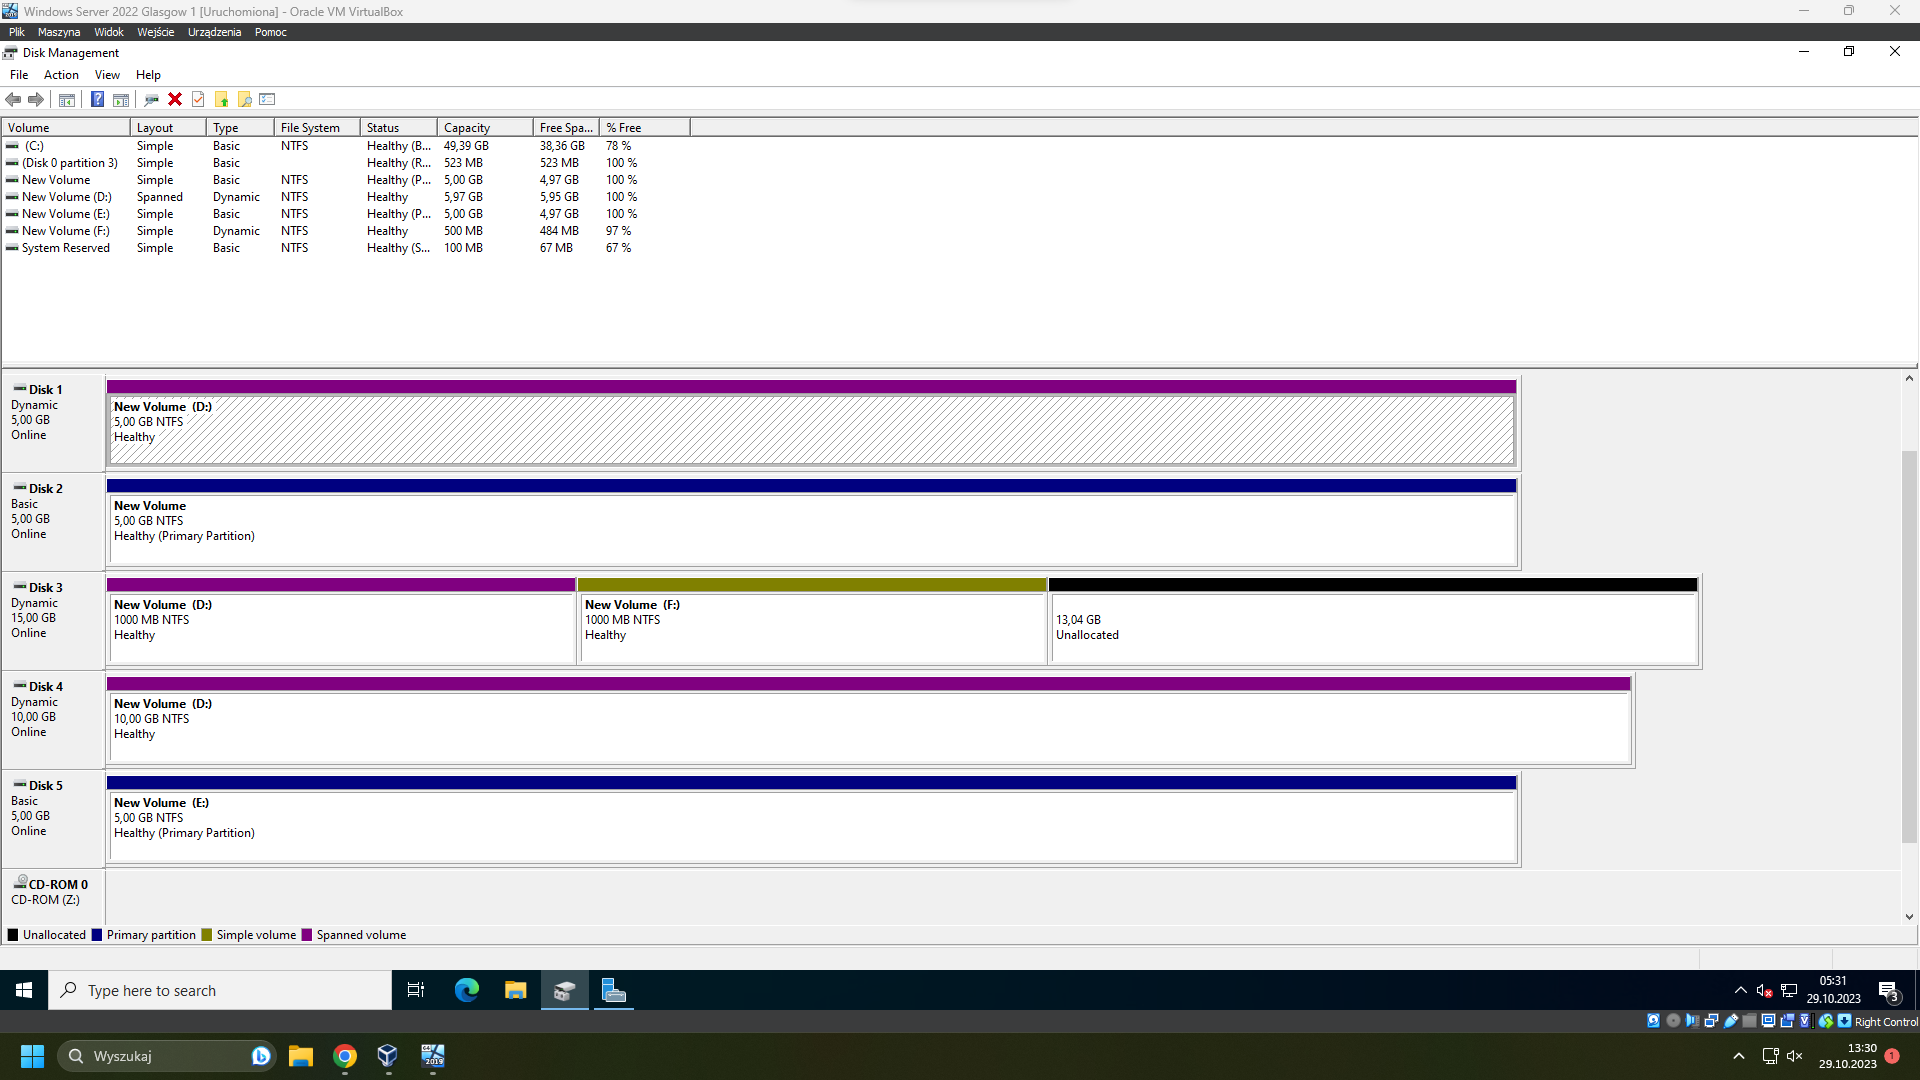 Windows Server 2022 Glasgow 1 [Uruchomiona] - Oracle VM VirtualBox
Plik Maszyna Widok Wejście Urządzenia Pomoc
Disk Management
File Action View Help
Volume Layout Type File System Status Capacity Free Spa... % Free
(C:) Simple Basic NTFS Healthy (B... 49,39 GB 38,36 GB 78 %
(Disk 0 partition 3) Simple Basic Healthy (R... 523 MB 523 MB 100 %
New Volume Simple Basic NTFS Healthy (P... 5,00 GB 4,97 GB 100 %
New Volume (D:) Spanned Dynamic NTFS Healthy 5,97 GB 5,95 GB 100 %
New Volume (E:) Simple Basic NTFS Healthy (P... 5,00 GB 4,97 GB 100 %
New Volume (F:) Simple Dynamic NTFS Healthy 500 MB 484 MB 97 %
System Reserved Simple Basic NTFS Healthy (S... 100 MB 67 MB 67 %
Disk 1
Dynamic
5,00 GB
Online
New Volume (D:)
5,00 GB NTFS
Healthy
Disk 2
Basic
5,00 GB
Online
New Volume
5,00 GB NTFS
Healthy (Primary Partition)
Disk 3
Dynamic
15,00 GB
Online
New Volume (D:)
1000 MB NTFS
Healthy
New Volume (F:)
1000 MB NTFS
Healthy
13,04 GB
Unallocated
Disk 4
Dynamic
10,00 GB
Online
New Volume (D:)
10,00 GB NTFS
Healthy
Disk 5
Basic
5,00 GB
Online
New Volume (E:)
5,00 GB NTFS
Healthy (Primary Partition)
CD-ROM 0
CD-ROM (Z:)
Unallocated Primary partition Simple volume Spanned volume
Type here to search
05:31
29.10.2023
3
Right Control
Wyszukaj
2019
13:30
29.10.2023
1